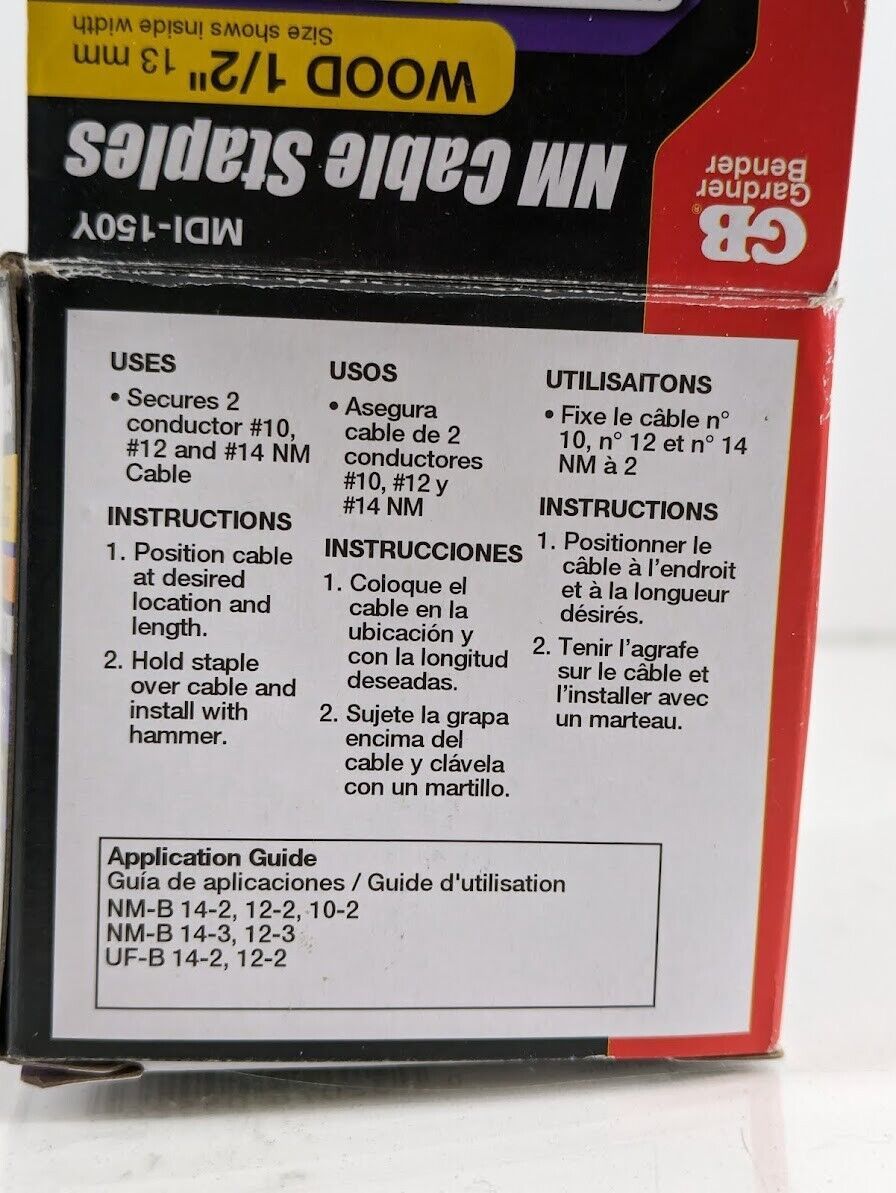 MDI-150Y
NM Cable Staples
WOOD 1/2" 13 mm
Size shows inside width
GB®
Gardner
Bender
USES
• Secures 2
conductor #10,
#12 and #14 NM
Cable
INSTRUCTIONS
1. Position cable
at desired
location and
length.
2. Hold staple
over cable and
install with
hammer.
USOS
• Asegura
cable de 2
conductores
#10, #12 y
#14 NM
INSTRUCCIONES
1. Coloque el
cable en la
ubicación y
con la longitud
deseadas.
2. Sujete la grapa
encima del
cable y clávela
con un martillo.
UTILISAITONS
• Fixe le câble n°
10, n° 12 et n° 14
NM à 2
INSTRUCTIONS
1. Positionner le
câble à l'endroit
et à la longueur
désirés.
2. Tenir l'agrafe
sur le câble et
l'installer avec
un marteau.
Application Guide
Guía de aplicaciones / Guide d'utilisation
NM-B 14-2, 12-2, 10-2
NM-B 14-3, 12-3
UF-B 14-2, 12-2